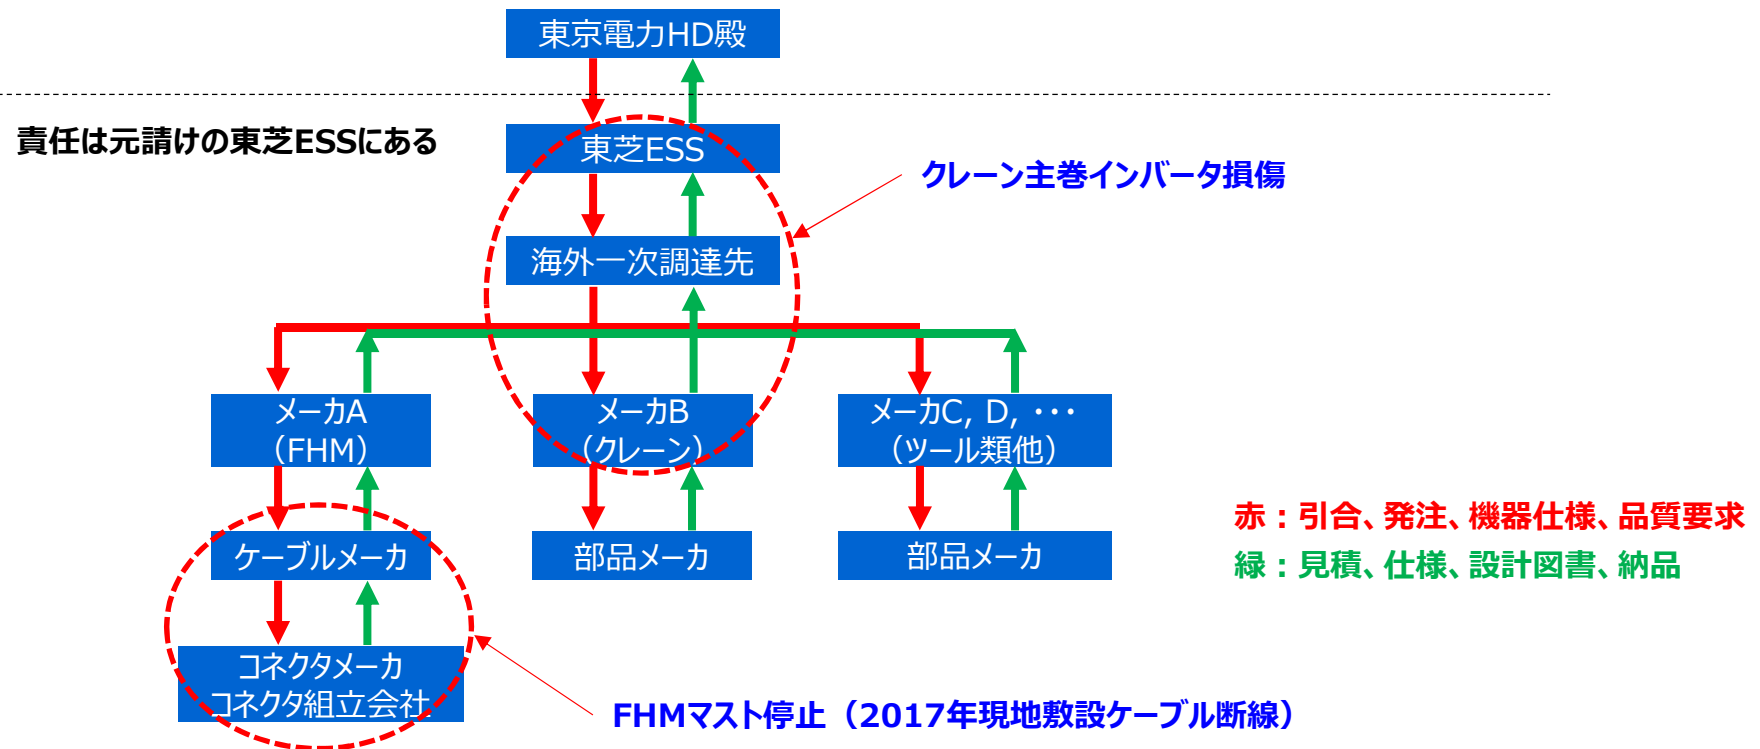 東京電力HD殿
責任は元請けの東芝ESSにある
東芝ESS
クレーン主巻インバータ損傷
海外一次調達先
メーカA
（FHM）
メーカB
（クレーン）
メーカC, D, ・・・
（ツール類他）
赤：引合、発注、機器仕様、品質要求
ケーブルメーカ
部品メーカ
部品メーカ
緑：見積、仕様、設計図書、納品
コネクタメーカ
コネクタ組立会社
FHMマスト停止（2017年現地敷設ケーブル断線）